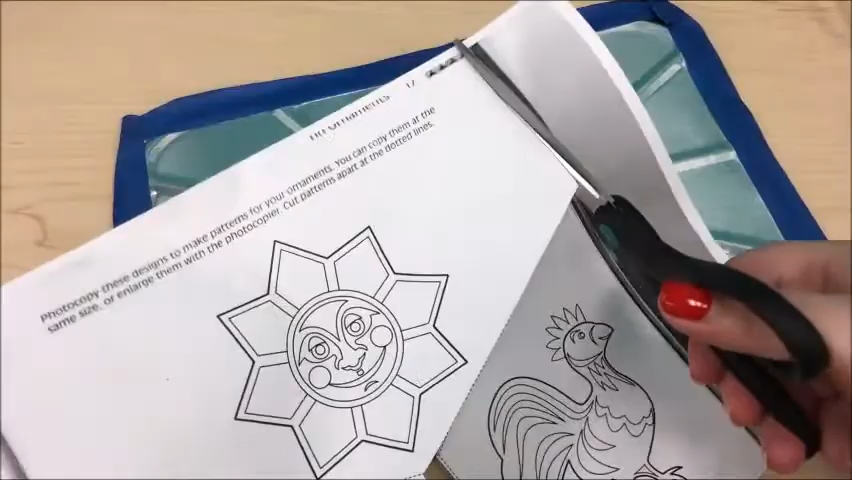 Photocopy these designs to make patterns for your ornaments. You can copy them at the
same size, or enlarge them with the photocopier. Cut patterns apart at the dotted lines.